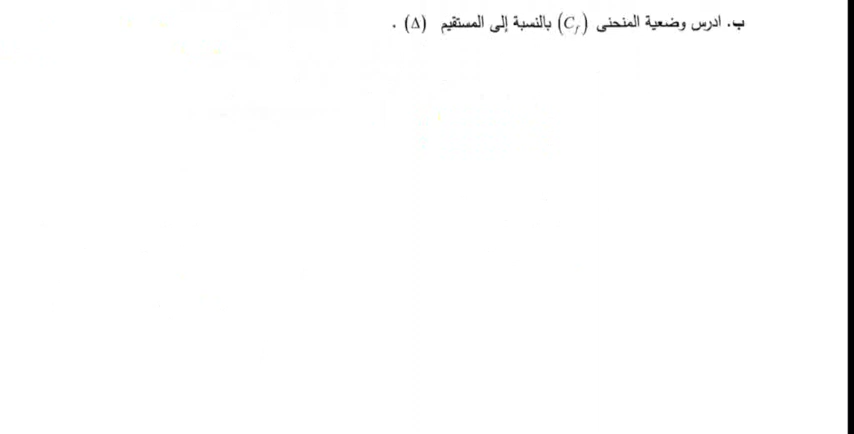 ب. ادرس وضعية المنحنى (C_f) بالنسبة إلى المستقيم (Δ) .